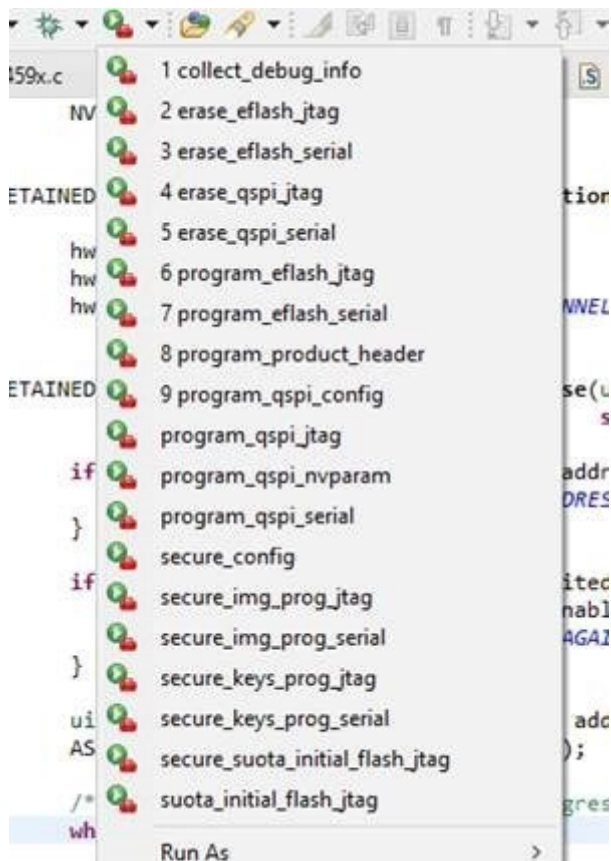 459x.c
1 collect_debug_info
NV
2 erase_eflash_jtag
3 erase_eflash_serial
ETAINED
4 erase_qspi_jtag
tion
5 erase_qspi_serial
hw
hw
6 program_eflash_jtag
hw
7 program_eflash_serial
NNEL
8 program_product_header
ETAINED
9 program_qspi_config
se(u
s
program_qspi_jtag
if
program_qspi_nvparam
addr
DRES
program_qspi_serial
}
secure_config
if
ited
secure_img_prog_jtag
nabl
secure_img_prog_serial
AGAI
}
secure_keys_prog_jtag
ui
secure_keys_prog_serial
add
AS
secure_suota_initial_flash_jtag
);
/*
suota_initial_flash_jtag
gres
wh
Run As >